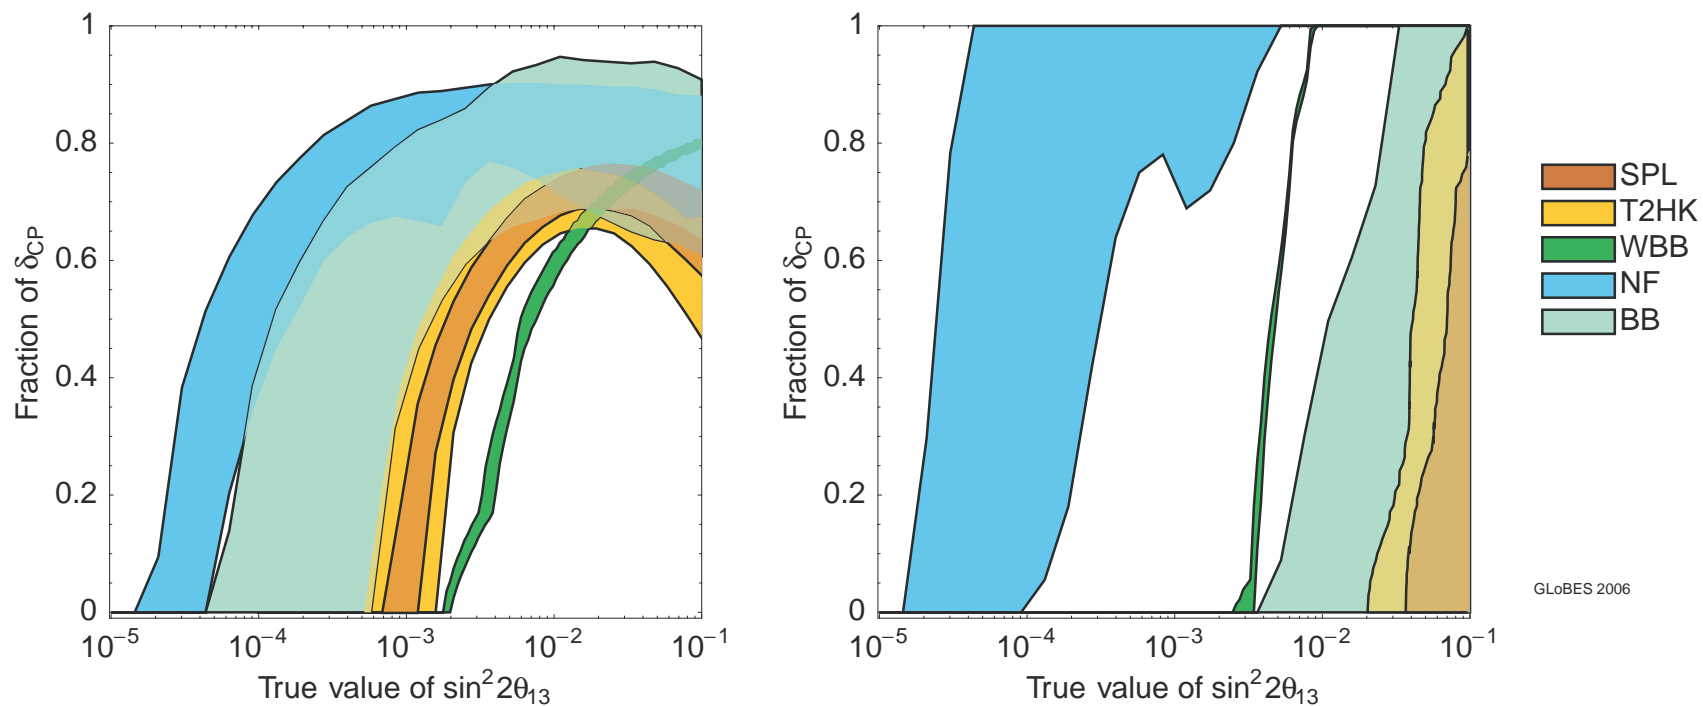 Fraction of δCP
1
0.8
0.6
0.4
0.2
0
10−5
10−4
10−3
10−2
10−1
True value of sin²2θ13
Fraction of δCP
1
0.8
0.6
0.4
0.2
0
10−5
10−4
10−3
10−2
10−1
True value of sin²2θ13
SPL
T2HK
WBB
NF
BB
GLoBES 2006